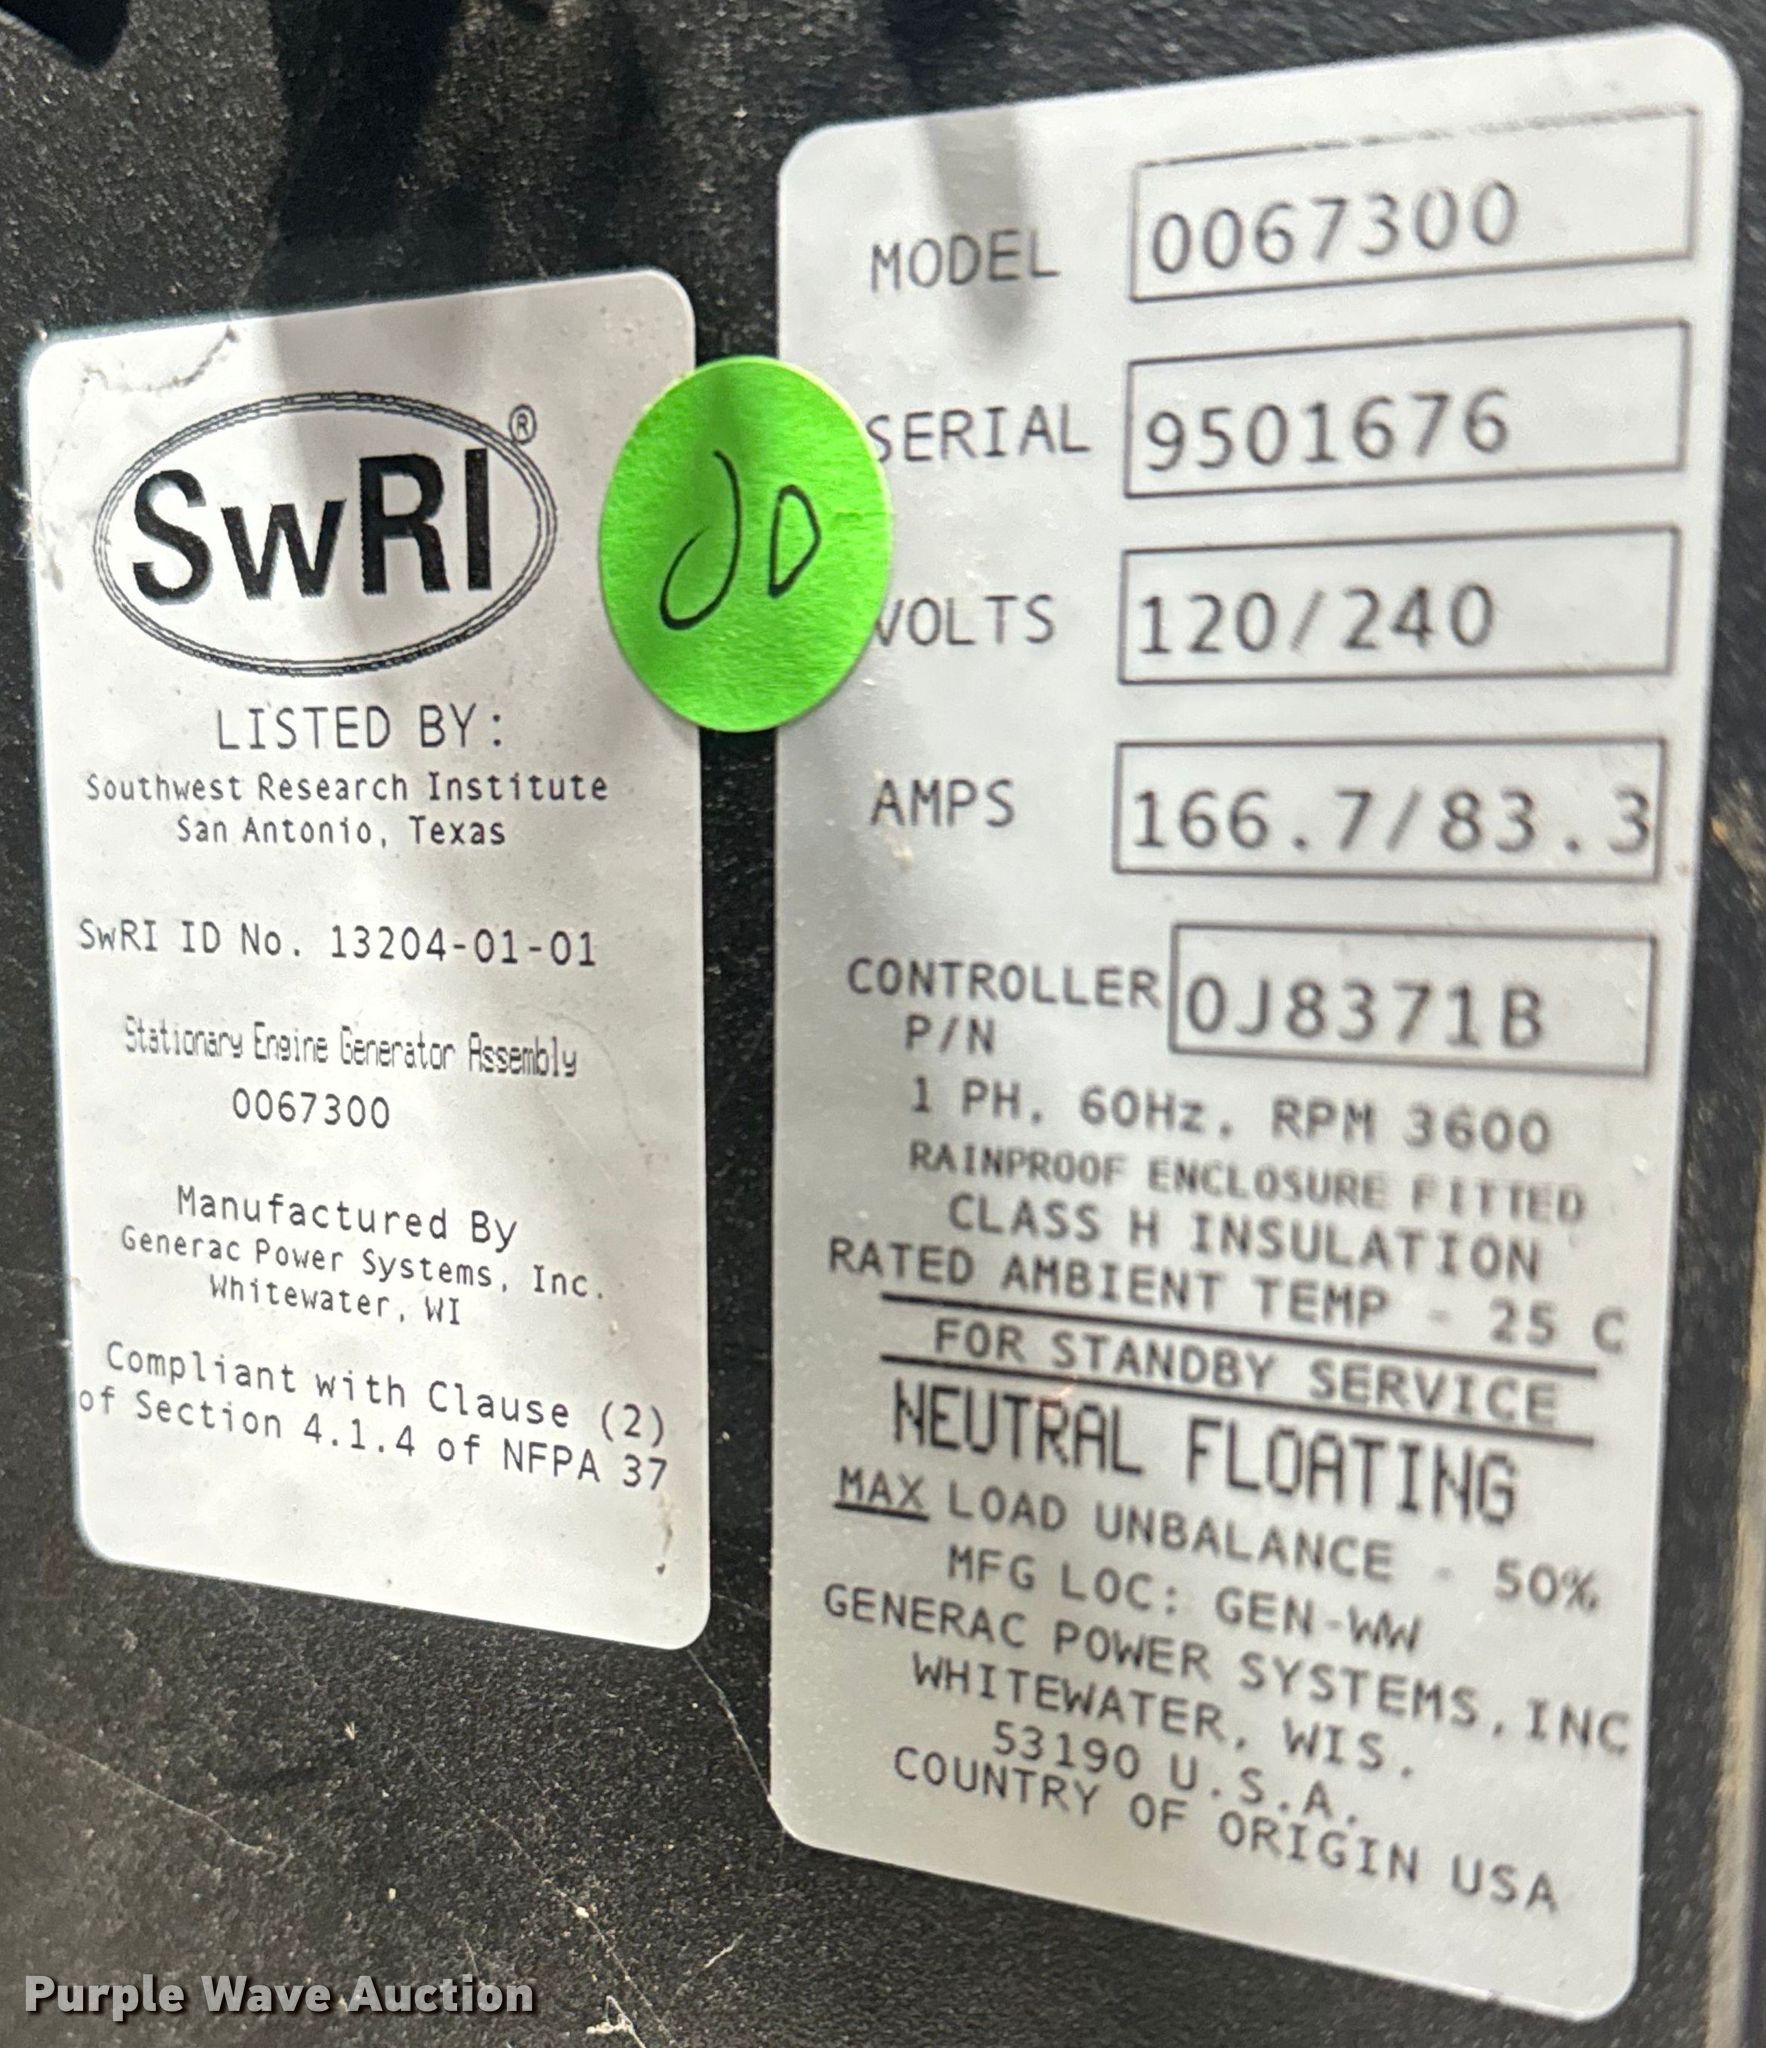 SwRI®
LISTED BY:
Southwest Research Institute
San Antonio, Texas
SwRI ID No. 13204-01-01
Stationary Engine Generator Assembly
0067300
Manufactured By
Generac Power Systems, Inc.
Whitewater, WI
Compliant with Clause (2)
of Section 4.1.4 of NFPA 37
JD
MODEL 0067300
SERIAL 9501676
VOLTS 120/240
AMPS 166.7/83.3
CONTROLLER 0J8371B
P/N
1 PH, 60Hz, RPM 3600
RAINPROOF ENCLOSURE FITTED
CLASS H INSULATION
RATED AMBIENT TEMP - 25 C
FOR STANDBY SERVICE
NEUTRAL FLOATING
MAX LOAD UNBALANCE - 50%
MFG LOC: GEN-WW
GENERAC POWER SYSTEMS, INC
WHITEWATER, WIS.
53190 U.S.A.
COUNTRY OF ORIGIN USA
Purple Wave Auction